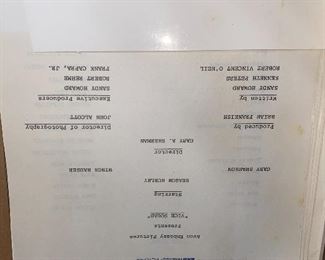 Avco Embassy Pictures
Presents
"VICE SQUAD"
Starring
SEASON HUBLEY
GARY SWANSON WINGS HAUSER
Director
GARY A. SHERMAN
Produced by Director of Photography
BRIAN FRANKISH JOHN ALCOTT
Written by Executive Producers
SANDY HOWARD SANDY HOWARD
KENNETH PETERS ROBERT REHME
ROBERT VINCENT O'NEIL FRANK CAPRA, JR.